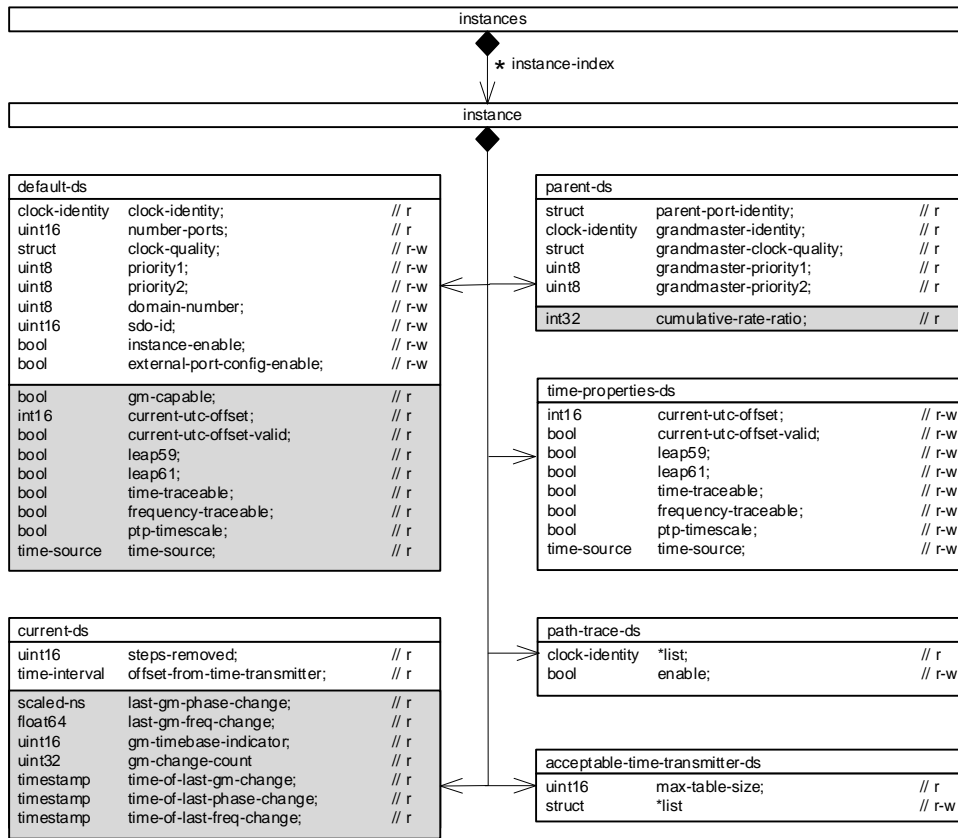 instances
* instance-index
instance
default-ds
clock-identity clock-identity; // r
uint16 number-ports; // r
struct clock-quality; // r-w
uint8 priority1; // r-w
uint8 priority2; // r-w
uint8 domain-number; // r-w
uint16 sdo-id; // r-w
bool instance-enable; // r-w
bool external-port-config-enable; // r-w
bool gm-capable; // r
int16 current-utc-offset; // r
bool current-utc-offset-valid; // r
bool leap59; // r
bool leap61; // r
bool time-traceable; // r
bool frequency-traceable; // r
bool ptp-timescale; // r
time-source time-source; // r
parent-ds
struct parent-port-identity; // r
clock-identity grandmaster-identity; // r
struct grandmaster-clock-quality; // r
uint8 grandmaster-priority1; // r
uint8 grandmaster-priority2; // r
int32 cumulative-rate-ratio; // r
time-properties-ds
int16 current-utc-offset; // r-w
bool current-utc-offset-valid; // r-w
bool leap59; // r-w
bool leap61; // r-w
bool time-traceable; // r-w
bool frequency-traceable; // r-w
bool ptp-timescale; // r-w
time-source time-source; // r-w
current-ds
uint16 steps-removed; // r
time-interval offset-from-time-transmitter; // r
scaled-ns last-gm-phase-change; // r
float64 last-gm-freq-change; // r
uint16 gm-timebase-indicator; // r
uint32 gm-change-count // r
timestamp time-of-last-gm-change; // r
timestamp time-of-last-phase-change; // r
timestamp time-of-last-freq-change; // r
path-trace-ds
clock-identity *list; // r
bool enable; // r-w
acceptable-time-transmitter-ds
uint16 max-table-size; // r
struct *list // r-w